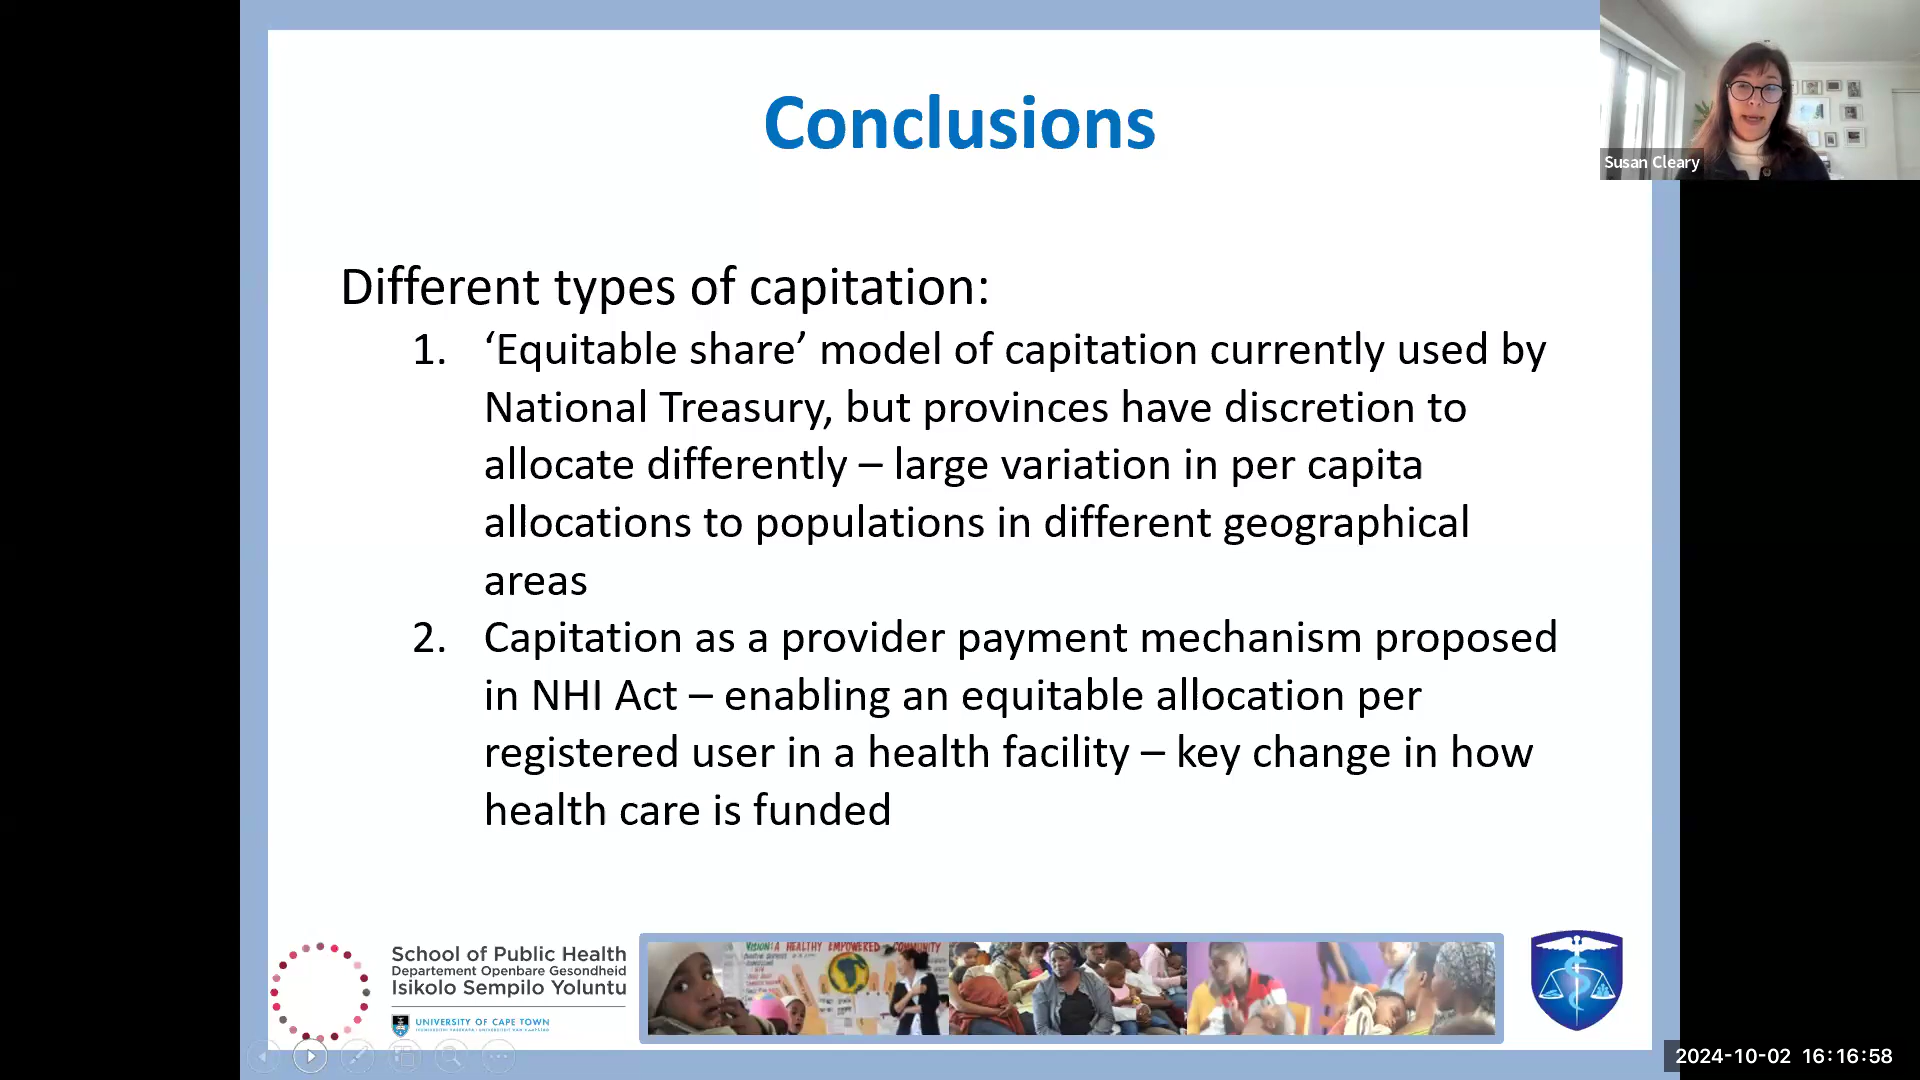 Conclusions
Susan Cleary
Different types of capitation:
1. ‘Equitable share’ model of capitation currently used by
National Treasury, but provinces have discretion to
allocate differently – large variation in per capita
allocations to populations in different geographical
areas
2. Capitation as a provider payment mechanism proposed
in NHI Act – enabling an equitable allocation per
registered user in a health facility – key change in how
health care is funded
School of Public Health
Departement Openbare Gesondheid
Isikolo Sempilo Yoluntu
UNIVERSITY OF CAPE TOWN
VISION: A HEALTHY EMPOWERED COMMUNITY
2024-10-02 16:16:58